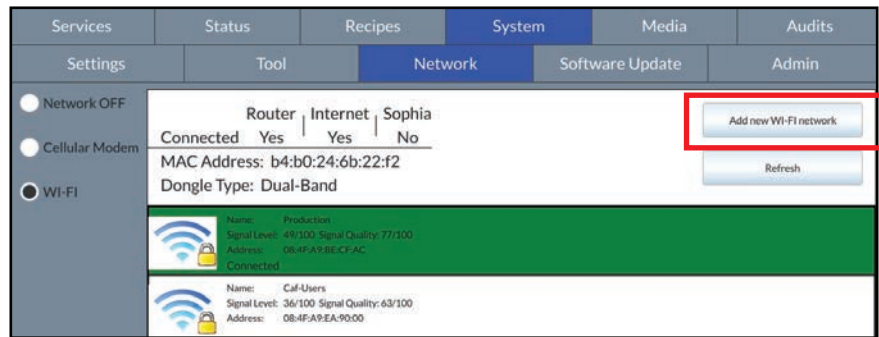 Services Status Recipes System Media Audits
Settings Tool Network Software Update Admin
Network OFF
Cellular Modem
WI-FI
Router Internet Sophia
Connected Yes Yes No
MAC Address: b4:b0:24:6b:22:f2
Dongle Type: Dual-Band
Add new WI-FI network
Refresh
Name: Production
Signal Level: 49/100 Signal Quality: 77/100
Address: 08:4F:A9:BE:CF:AC
Connected
Name: Caf-Users
Signal Level: 36/100 Signal Quality: 63/100
Address: 08:4F:A9:EA:90:00